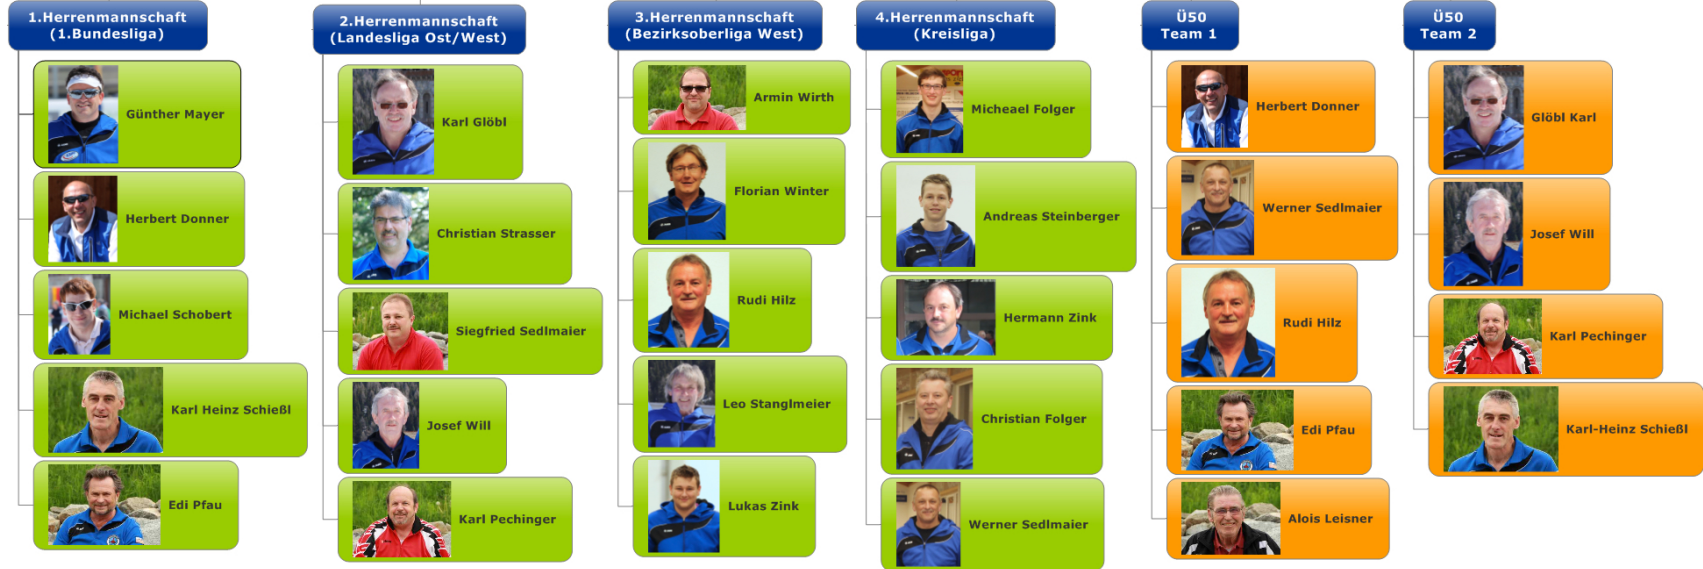 1.Herrenmannschaft
(1.Bundesliga)
Günther Mayer
Herbert Donner
Michael Schobert
Karl Heinz Schießl
Edi Pfau
2.Herrenmannschaft
(Landesliga Ost/West)
Karl Glöbl
Christian Strasser
Siegfried Sedlmaier
Josef Will
Karl Pechinger
3.Herrenmannschaft
(Bezirksoberliga West)
Armin Wirth
Florian Winter
Rudi Hilz
Leo Stanglmeier
Lukas Zink
4.Herrenmannschaft
(Kreisliga)
Micheael Folger
Andreas Steinberger
Hermann Zink
Christian Folger
Werner Sedlmaier
Ü50
Team 1
Herbert Donner
Werner Sedlmaier
Rudi Hilz
Edi Pfau
Alois Leisner
Ü50
Team 2
Glöbl Karl
Josef Will
Karl Pechinger
Karl-Heinz Schießl